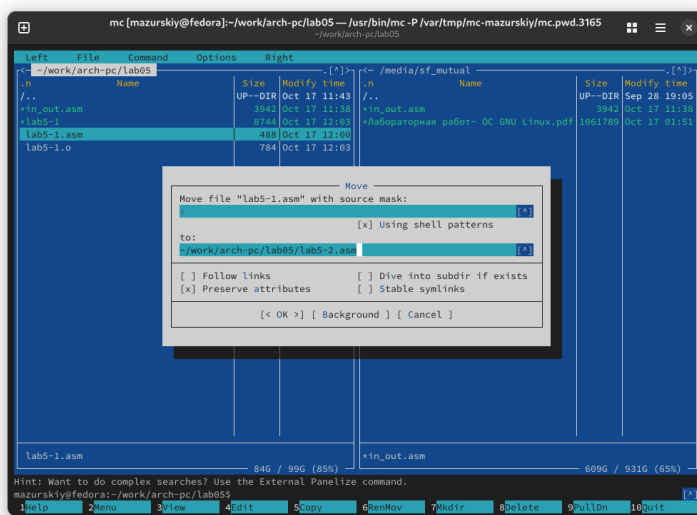 mc [mazurskiy@fedora]:~/work/arch-pc/lab05 — /usr/bin/mc -P /var/tmp/mc-mazurskiy/mc.pwd.3165
~/work/arch-pc/lab05
Left File Command Options Right
<— ~/work/arch-pc/lab05 .[^]> <— /media/sf_mutual .[^]>
.n Name Size Modify time .n Name Size Modify time
/.. UP--DIR Oct 17 11:43 /.. UP--DIR Sep 28 19:05
*in_out.asm 3942 Oct 17 11:38 *in_out.asm 3942 Oct 17 11:38
*lab5-1 8744 Oct 17 12:03 *Лабораторная работ~ ОС GNU Linux.pdf 1061789 Oct 17 01:51
lab5-1.asm 488 Oct 17 12:00
lab5-1.o 784 Oct 17 12:03
Move
Move file "lab5-1.asm" with source mask:
* [^]
[x] Using shell patterns
to:
~/work/arch-pc/lab05/lab5-2.asm [^]
[ ] Follow links [ ] Dive into subdir if exists
[x] Preserve attributes [ ] Stable symlinks
[< OK >] [ Background ] [ Cancel ]
lab5-1.asm *in_out.asm
84G / 99G (85%) 609G / 931G (65%)
Hint: Want to do complex searches? Use the External Panelize command.
mazurskiy@fedora:~/work/arch-pc/lab05$ [^]
1Help 2Menu 3View 4Edit 5Copy 6RenMov 7Mkdir 8Delete 9PullDn 10Quit